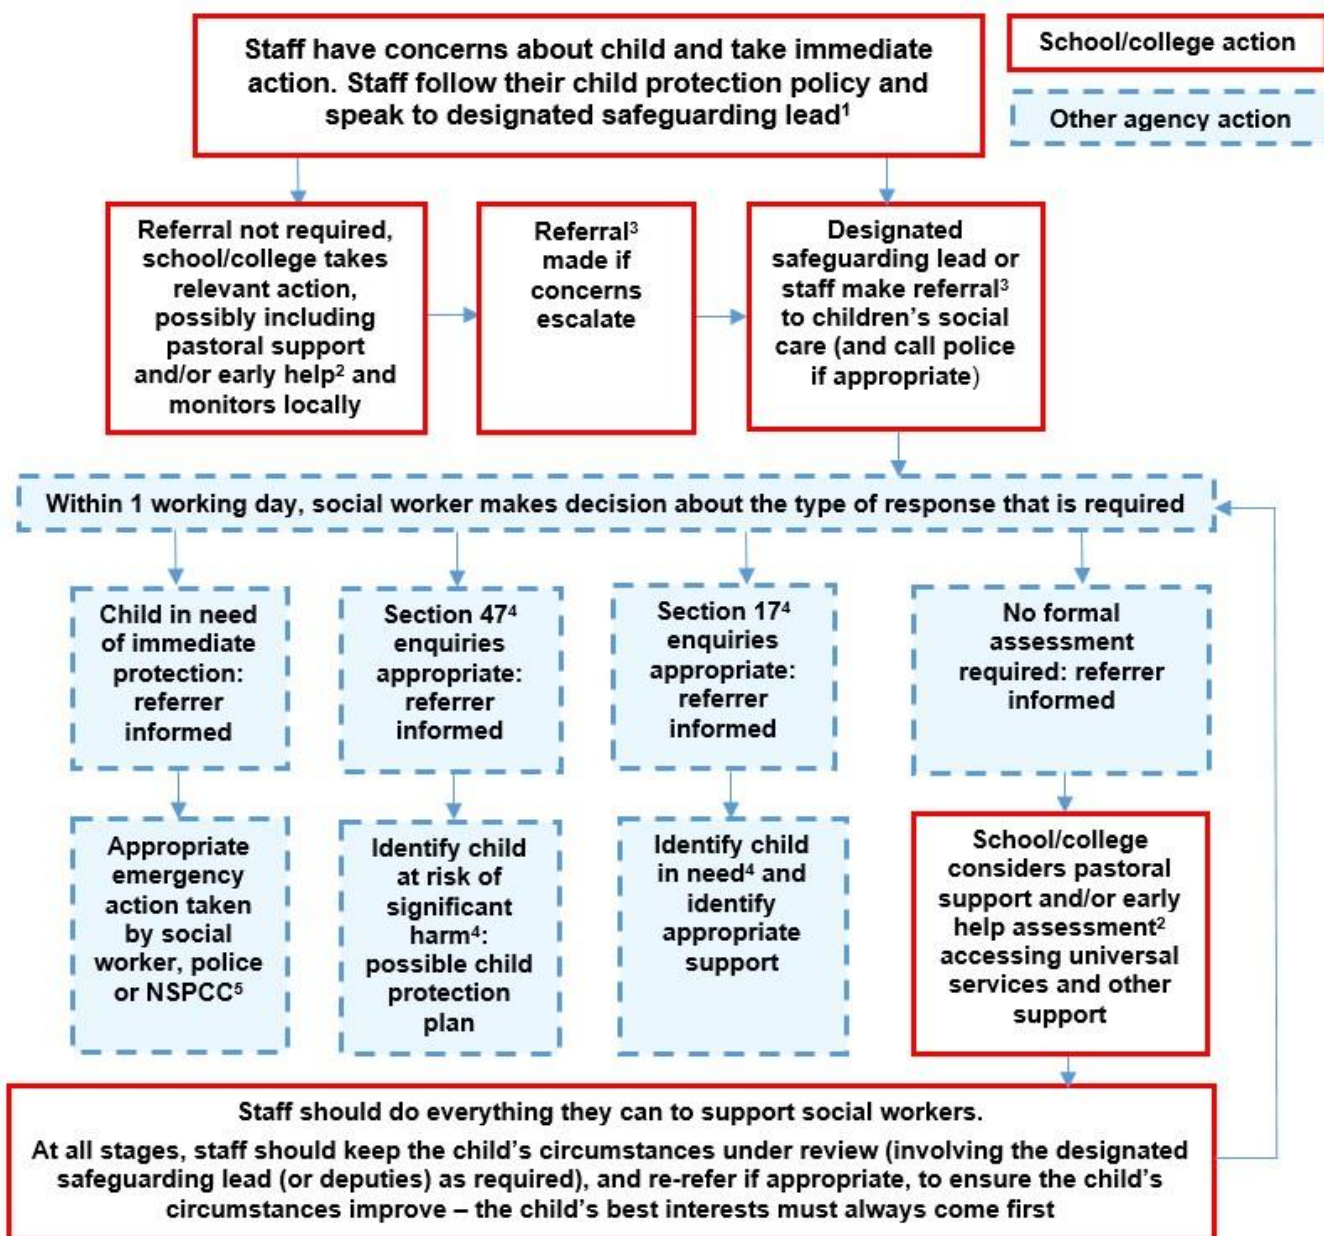 Staff have concerns about child and take immediate
action. Staff follow their child protection policy and
speak to designated safeguarding lead¹
School/college action
Other agency action
Referral not required,
school/college takes
relevant action,
possibly including
pastoral support
and/or early help² and
monitors locally
Referral³
made if
concerns
escalate
Designated
safeguarding lead or
staff make referral³
to children’s social
care (and call police
if appropriate)
Within 1 working day, social worker makes decision about the type of response that is required
Child in need
of immediate
protection:
referrer
informed
Section 47⁴
enquiries
appropriate:
referrer
informed
Section 17⁴
enquiries
appropriate:
referrer
informed
No formal
assessment
required: referrer
informed
Appropriate
emergency
action taken
by social
worker, police
or NSPCC⁵
Identify child
at risk of
significant
harm⁴:
possible child
protection
plan
Identify child
in need⁴ and
identify
appropriate
support
School/college
considers pastoral
support and/or early
help assessment²
accessing universal
services and other
support
Staff should do everything they can to support social workers.
At all stages, staff should keep the child’s circumstances under review (involving the designated
safeguarding lead (or deputies) as required), and re-refer if appropriate, to ensure the child’s
circumstances improve – the child’s best interests must always come first